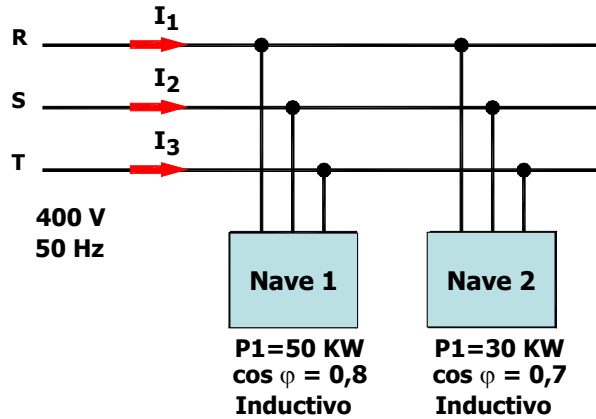 I1
R
I2
S
I3
T
400 V
50 Hz
Nave 1
Nave 2
P1=50 KW
cos φ = 0,8
Inductivo
P1=30 KW
cos φ = 0,7
Inductivo